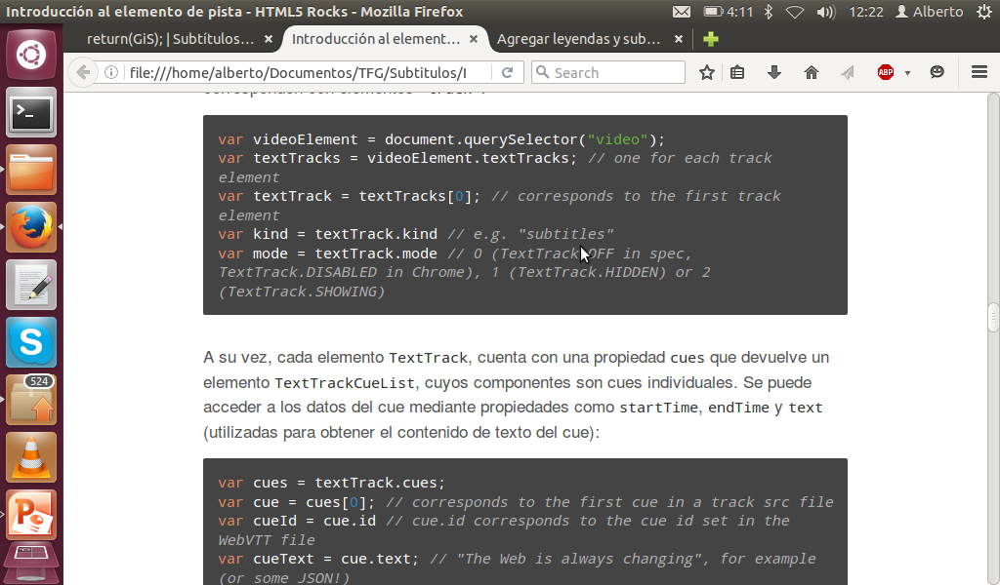 Introducción al elemento de pista - HTML5 Rocks - Mozilla Firefox
4:11
12:22
Alberto
return(GiS); | Subtítulos...
Introducción al element...
Agregar leyendas y sub...
file:///home/alberto/Documentos/TFG/Subtitulos/I
Search
ABP
var videoElement = document.querySelector("video");
var textTracks = videoElement.textTracks; // one for each track
element
var textTrack = textTracks[0]; // corresponds to the first track
element
var kind = textTrack.kind // e.g. "subtitles"
var mode = textTrack.mode // 0 (TextTrack.OFF in spec,
TextTrack.DISABLED in Chrome), 1 (TextTrack.HIDDEN) or 2
(TextTrack.SHOWING)
A su vez, cada elemento TextTrack, cuenta con una propiedad cues que devuelve un
elemento TextTrackCueList, cuyos componentes son cues individuales. Se puede
acceder a los datos del cue mediante propiedades como startTime, endTime y text
(utilizadas para obtener el contenido de texto del cue):
var cues = textTrack.cues;
var cue = cues[0]; // corresponds to the first cue in a track src file
var cueId = cue.id // cue.id corresponds to the cue id set in the
WebVTT file
var cueText = cue.text; // "The Web is always changing", for example
(or some JSON!)
524